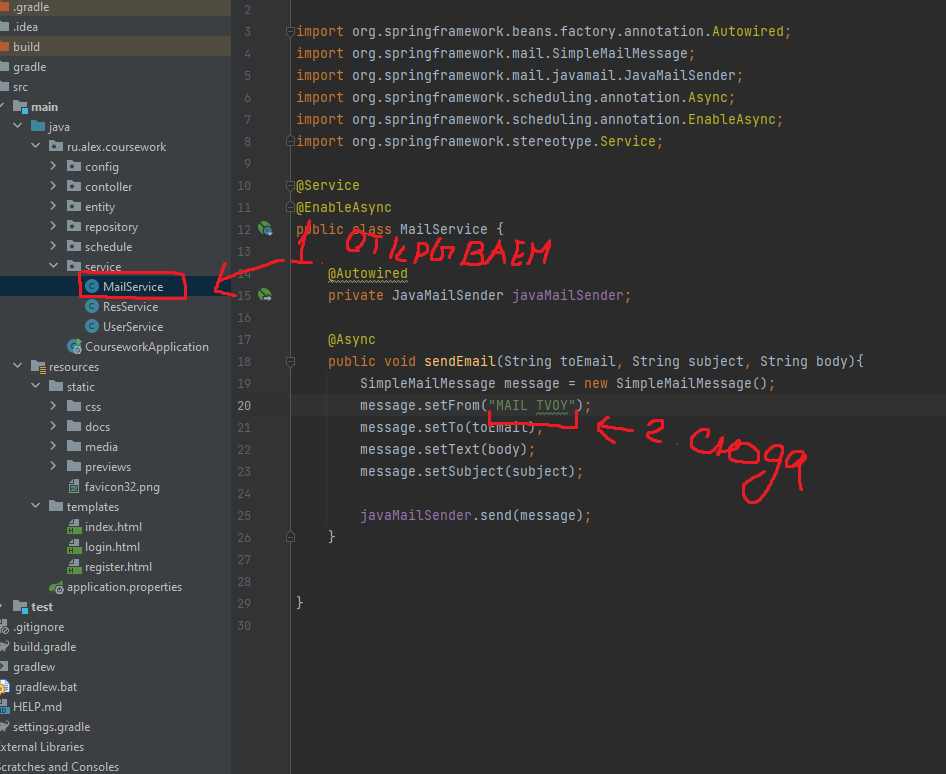 .gradle
.idea
build
gradle
src
main
java
ru.alex.coursework
config
contoller
entity
repository
schedule
service
MailService
ResService
UserService
CourseworkApplication
resources
static
css
docs
media
previews
favicon32.png
templates
index.html
login.html
register.html
application.properties
test
.gitignore
build.gradle
gradlew
gradlew.bat
HELP.md
settings.gradle
xternal Libraries
cratches and Consoles
2
3 import org.springframework.beans.factory.annotation.Autowired;
4 import org.springframework.mail.SimpleMailMessage;
5 import org.springframework.mail.javamail.JavaMailSender;
6 import org.springframework.scheduling.annotation.Async;
7 import org.springframework.scheduling.annotation.EnableAsync;
8 import org.springframework.stereotype.Service;
9
10 @Service
11 @EnableAsync
12 public class MailService {
13
14 @Autowired
15 private JavaMailSender javaMailSender;
16
17 @Async
18 public void sendEmail(String toEmail, String subject, String body){
19 SimpleMailMessage message = new SimpleMailMessage();
20 message.setFrom("MAIL TVOY");
21 message.setTo(toEmail);
22 message.setText(body);
23 message.setSubject(subject);
24
25 javaMailSender.send(message);
26 }
27
28
29 }
30
1. ОТКРЫВАЕМ
2. СЮДА